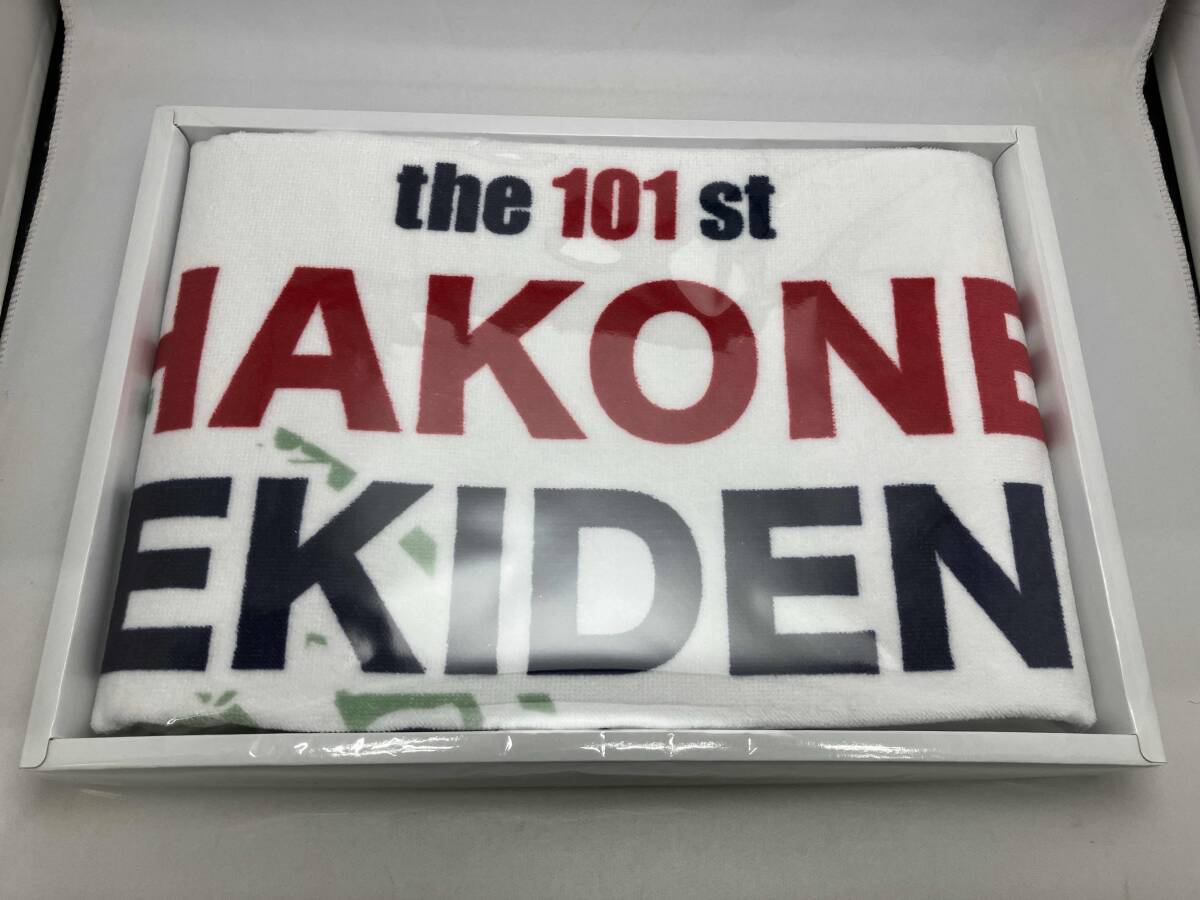 the 101 st
HAKONE
EKIDEN